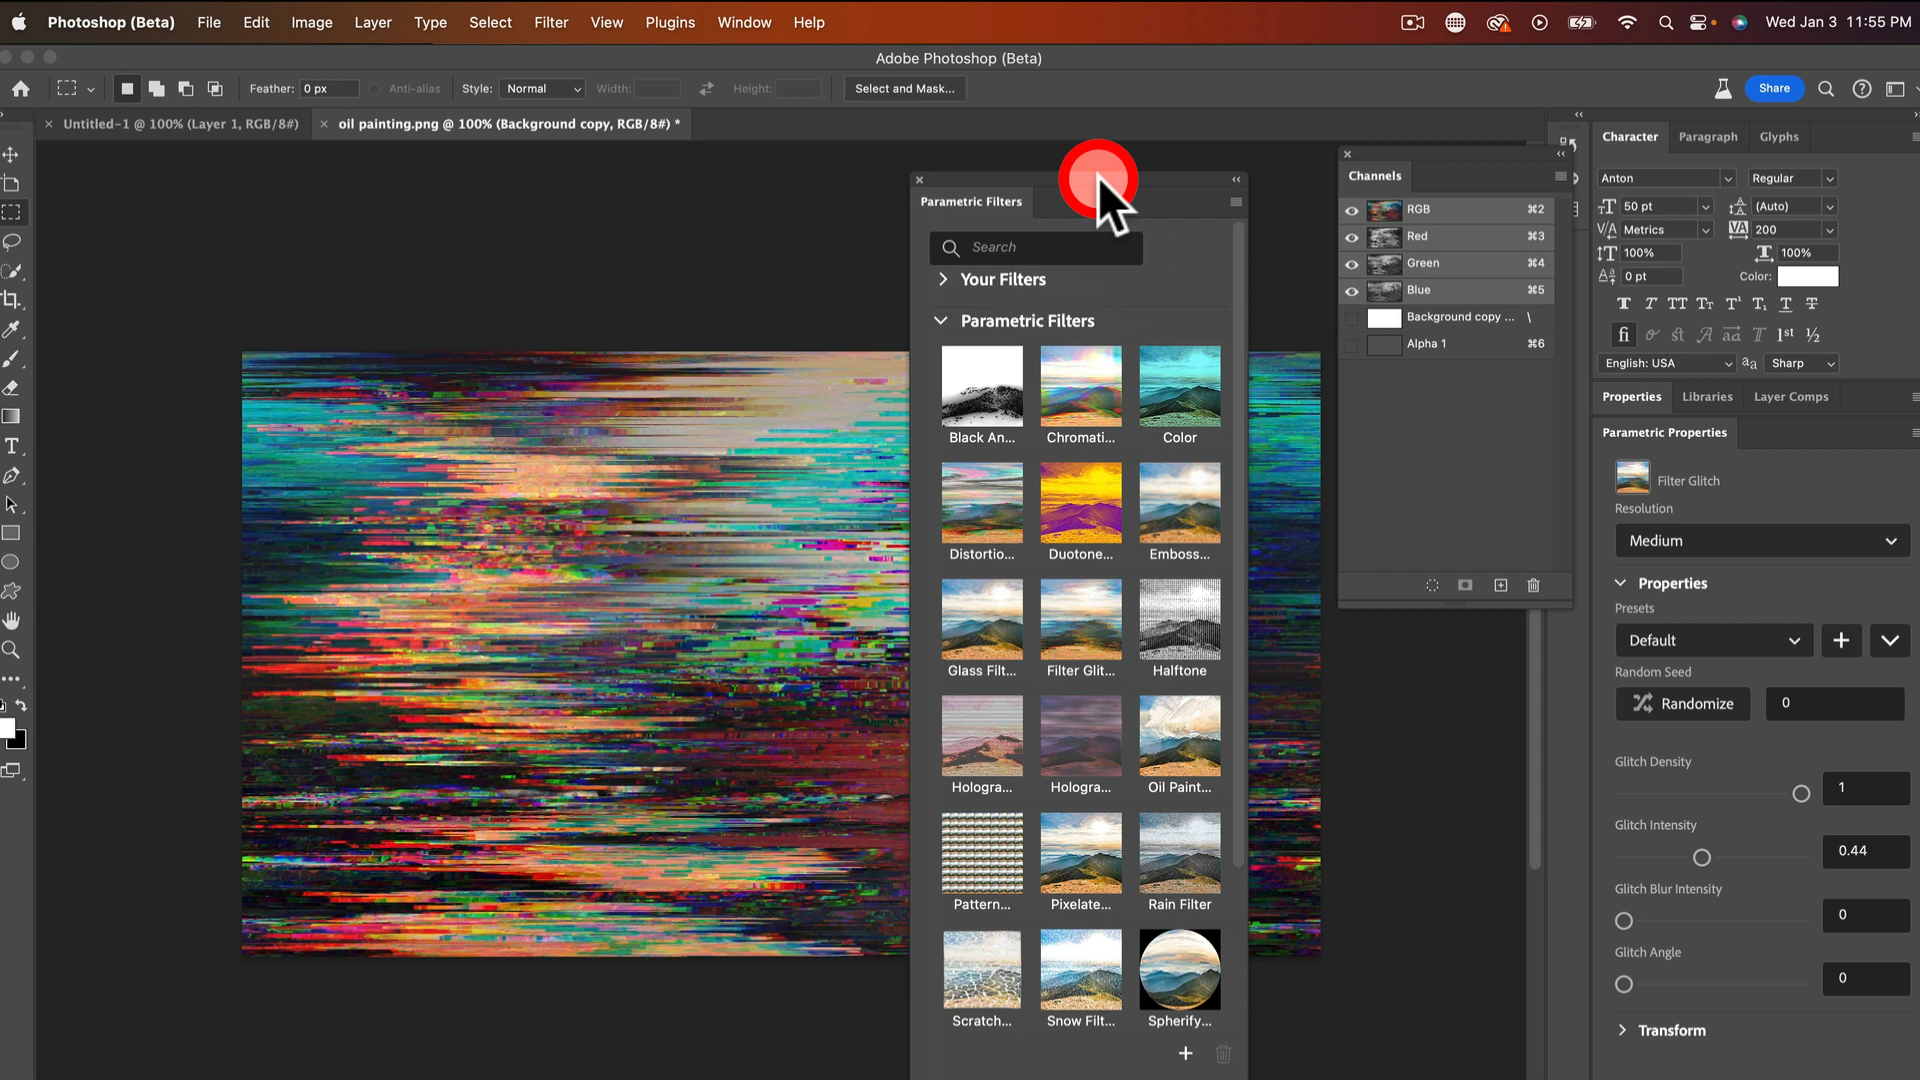 Photoshop (Beta) File Edit Image Layer Type Select Filter View Plugins Window Help Wed Jan 3 11:55 PM
Adobe Photoshop (Beta)
Feather: 0 px Anti-alias Style: Normal Width: Height: Select and Mask... Share
Untitled-1 @ 100% (Layer 1, RGB/8#) oil painting.png @ 100% (Background copy, RGB/8#) *
Parametric Filters
Search
Your Filters
Parametric Filters
Black An... Chromati... Color
Distortio... Duotone... Emboss...
Glass Filt... Filter Glit... Halftone
Hologra... Hologra... Oil Paint...
Pattern... Pixelate... Rain Filter
Scratch... Snow Filt... Spherify...
Channels
RGB ⌘2
Red ⌘3
Green ⌘4
Blue ⌘5
Background copy ... \
Alpha 1 ⌘6
Character Paragraph Glyphs
Anton Regular
50 pt (Auto)
Metrics 200
100% 100%
0 pt Color:
English: USA Sharp
Properties Libraries Layer Comps
Parametric Properties
Filter Glitch
Resolution
Medium
Properties
Presets
Default
Random Seed
Randomize 0
Glitch Density
1
Glitch Intensity
0.44
Glitch Blur Intensity
0
Glitch Angle
0
Transform